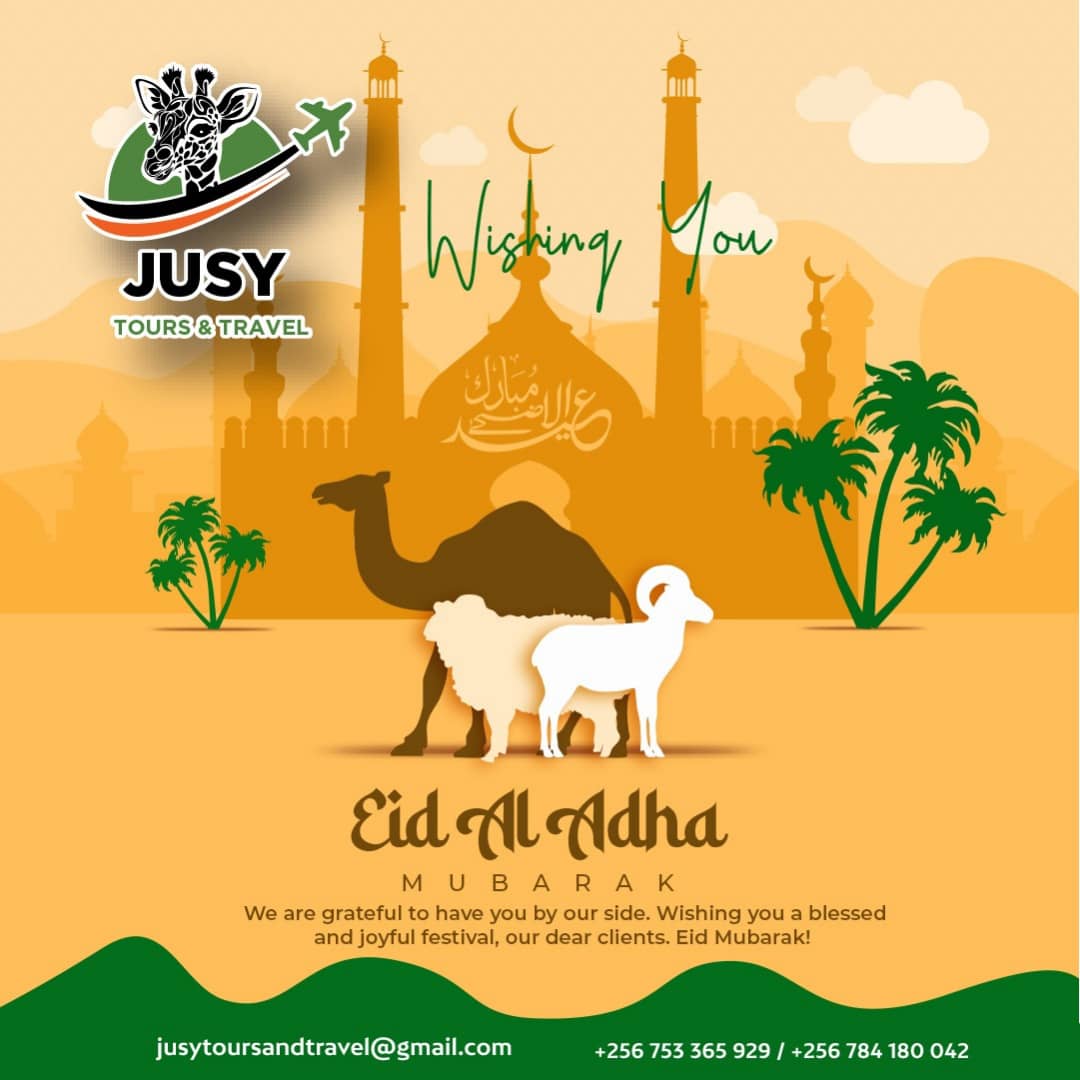 JUSY
TOURS & TRAVEL
Wishing You
عيد الاضحى مبارك
Eid Al Adha
MUBARAK
We are grateful to have you by our side. Wishing you a blessed
and joyful festival, our dear clients. Eid Mubarak!
jusytoursandtravel@gmail.com
+256 753 365 929 / +256 784 180 042